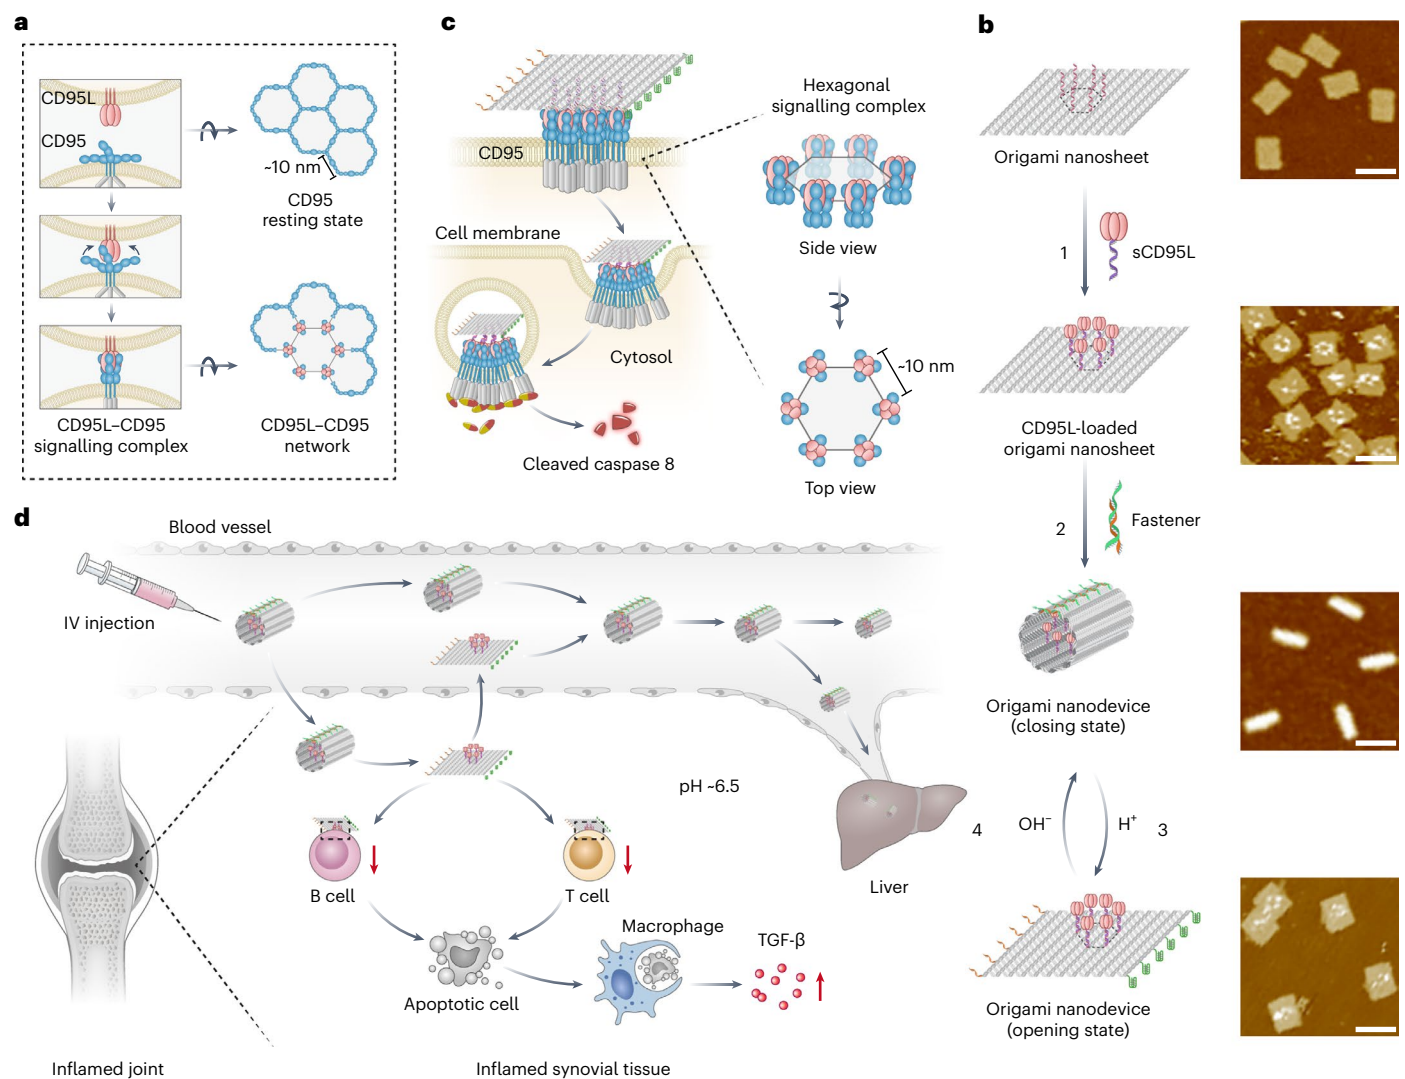 a
CD95L
CD95
~10 nm
CD95
resting state
CD95L–CD95
signalling complex
CD95L–CD95
network
c
CD95
Cell membrane
Cytosol
Cleaved caspase 8
Hexagonal
signalling complex
Side view
~10 nm
Top view
b
Origami nanosheet
1
sCD95L
CD95L-loaded
origami nanosheet
2
Fastener
Origami nanodevice
(closing state)
4
OH⁻
H⁺
3
Origami nanodevice
(opening state)
d
Blood vessel
IV injection
pH ~6.5
B cell
T cell
Liver
Macrophage
TGF-β
Apoptotic cell
Inflamed joint
Inflamed synovial tissue